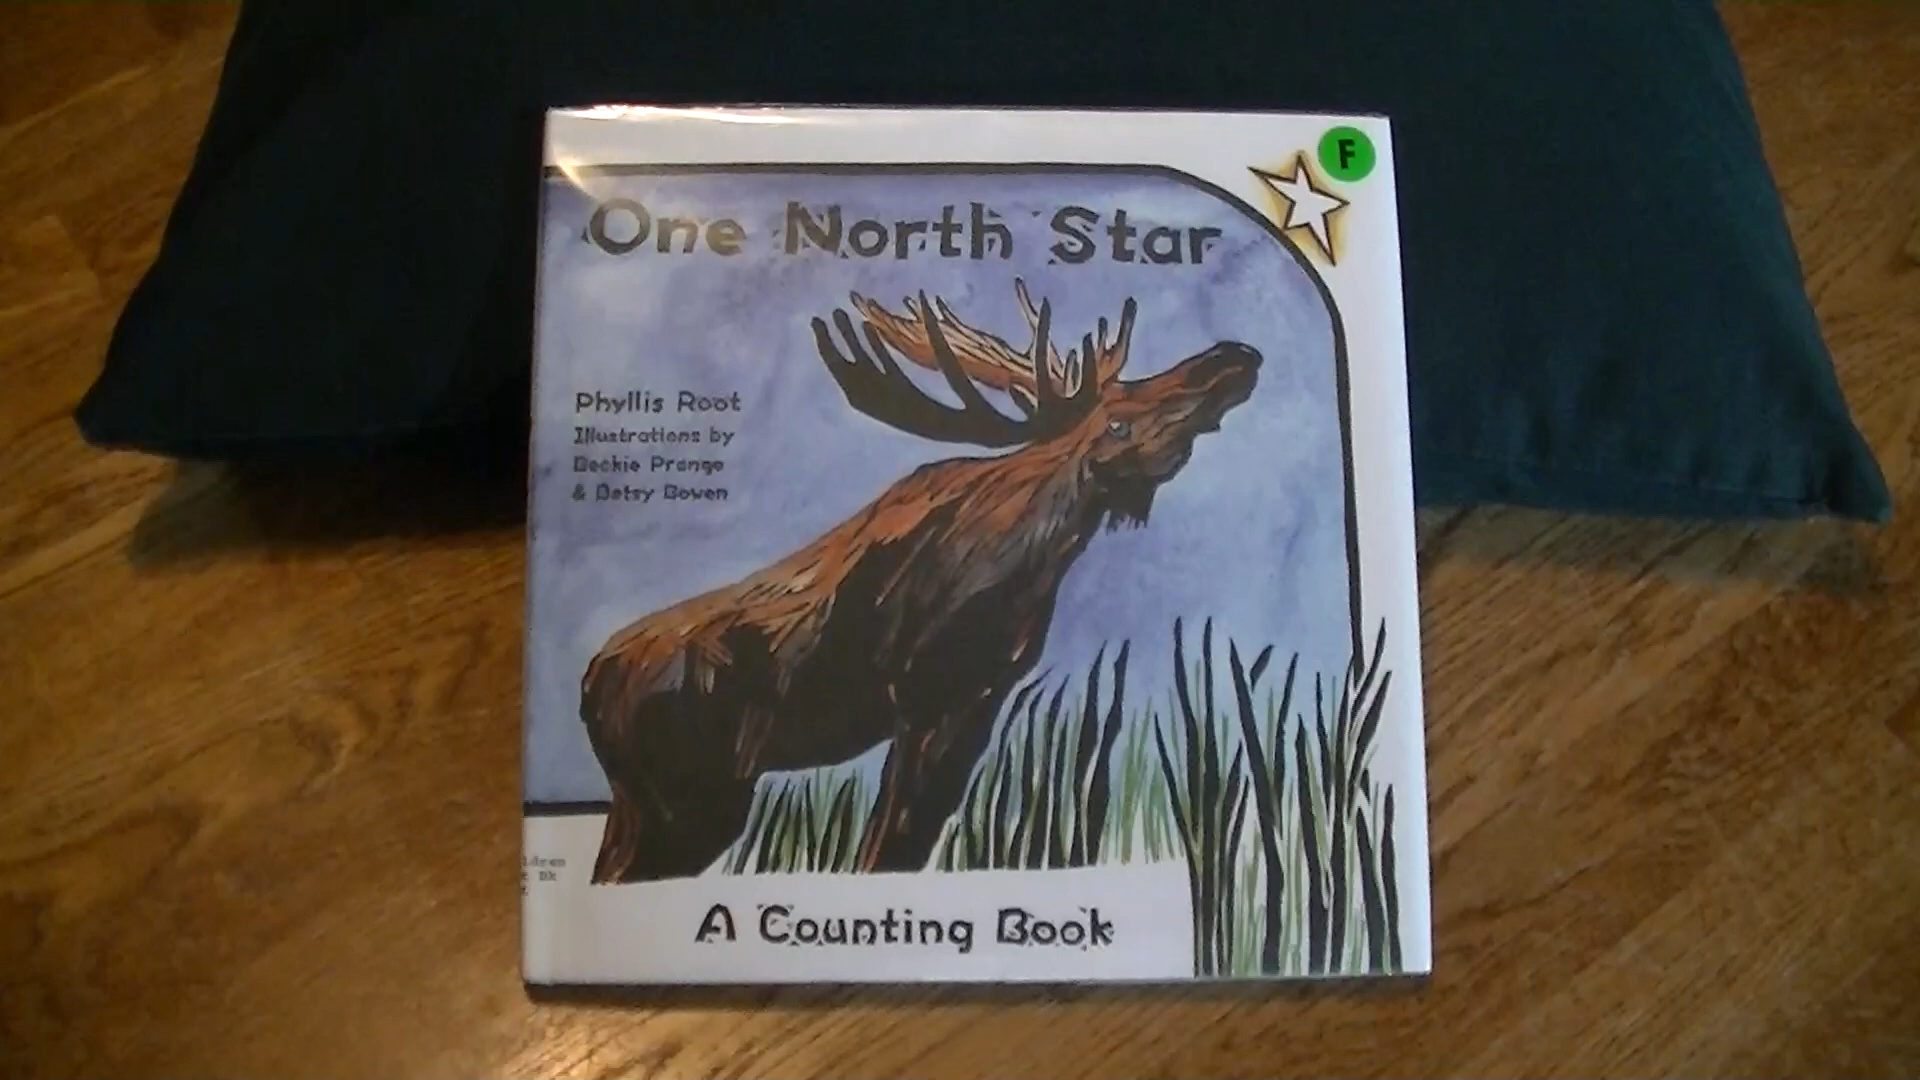 F
One North Star
Phyllis Root
Illustrations by
Beckie Prange
& Betsy Bowen
A Counting Book